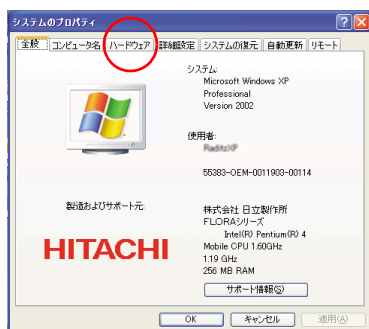 システムのプロパティ
全般 コンピュータ名 ハードウェア 詳細設定 システムの復元 自動更新 リモート
システム:
Microsoft Windows XP
Professional
Version 2002
使用者:
RaditzXP
55383-OEM-0011903-00114
製造およびサポート元:
株式会社 日立製作所
FLORAシリーズ
Intel(R) Pentium(R) 4
Mobile CPU 1.60GHz
1.19 GHz
256 MB RAM
HITACHI
サポート情報(S)
OK キャンセル 適用(A)